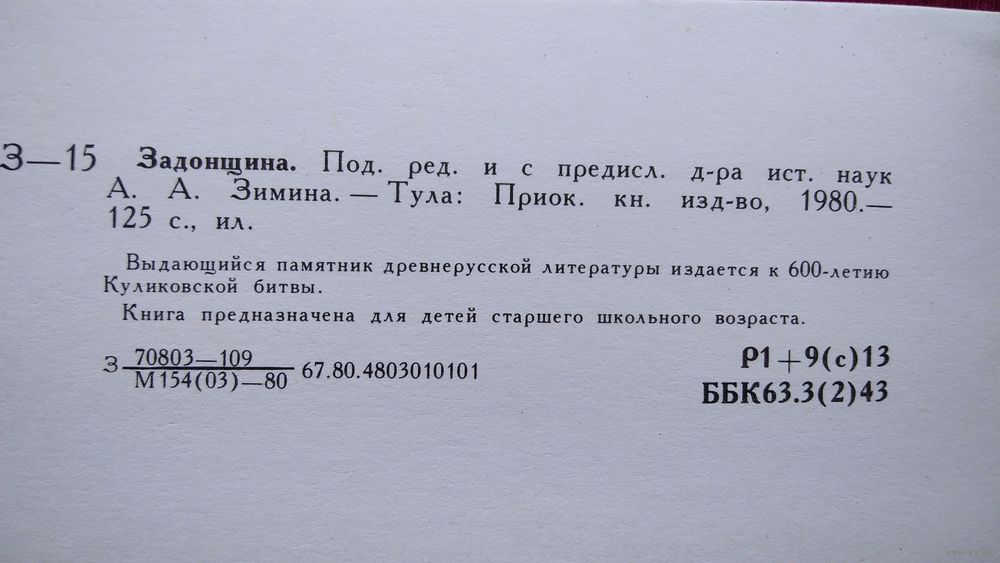 З—15 Задонщина. Под. ред. и с предисл. д-ра ист. наук
А. А. Зимина. — Тула: Приок. кн. изд-во, 1980.—
125 с., ил.
Выдающийся памятник древнерусской литературы издается к 600-летию
Куликовской битвы.
Книга предназначена для детей старшего школьного возраста.
З 70803—109
М154(03)—80 67.80.4803010101
Р1+9(с)13
ББК63.3(2)43